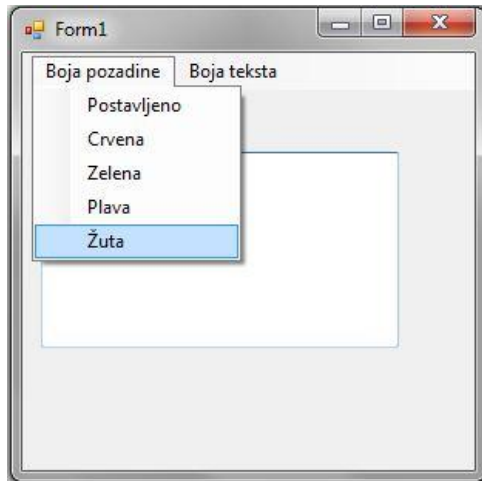 Form1
Boja pozadine Boja teksta
Postavljeno
Crvena
Zelena
Plava
Žuta